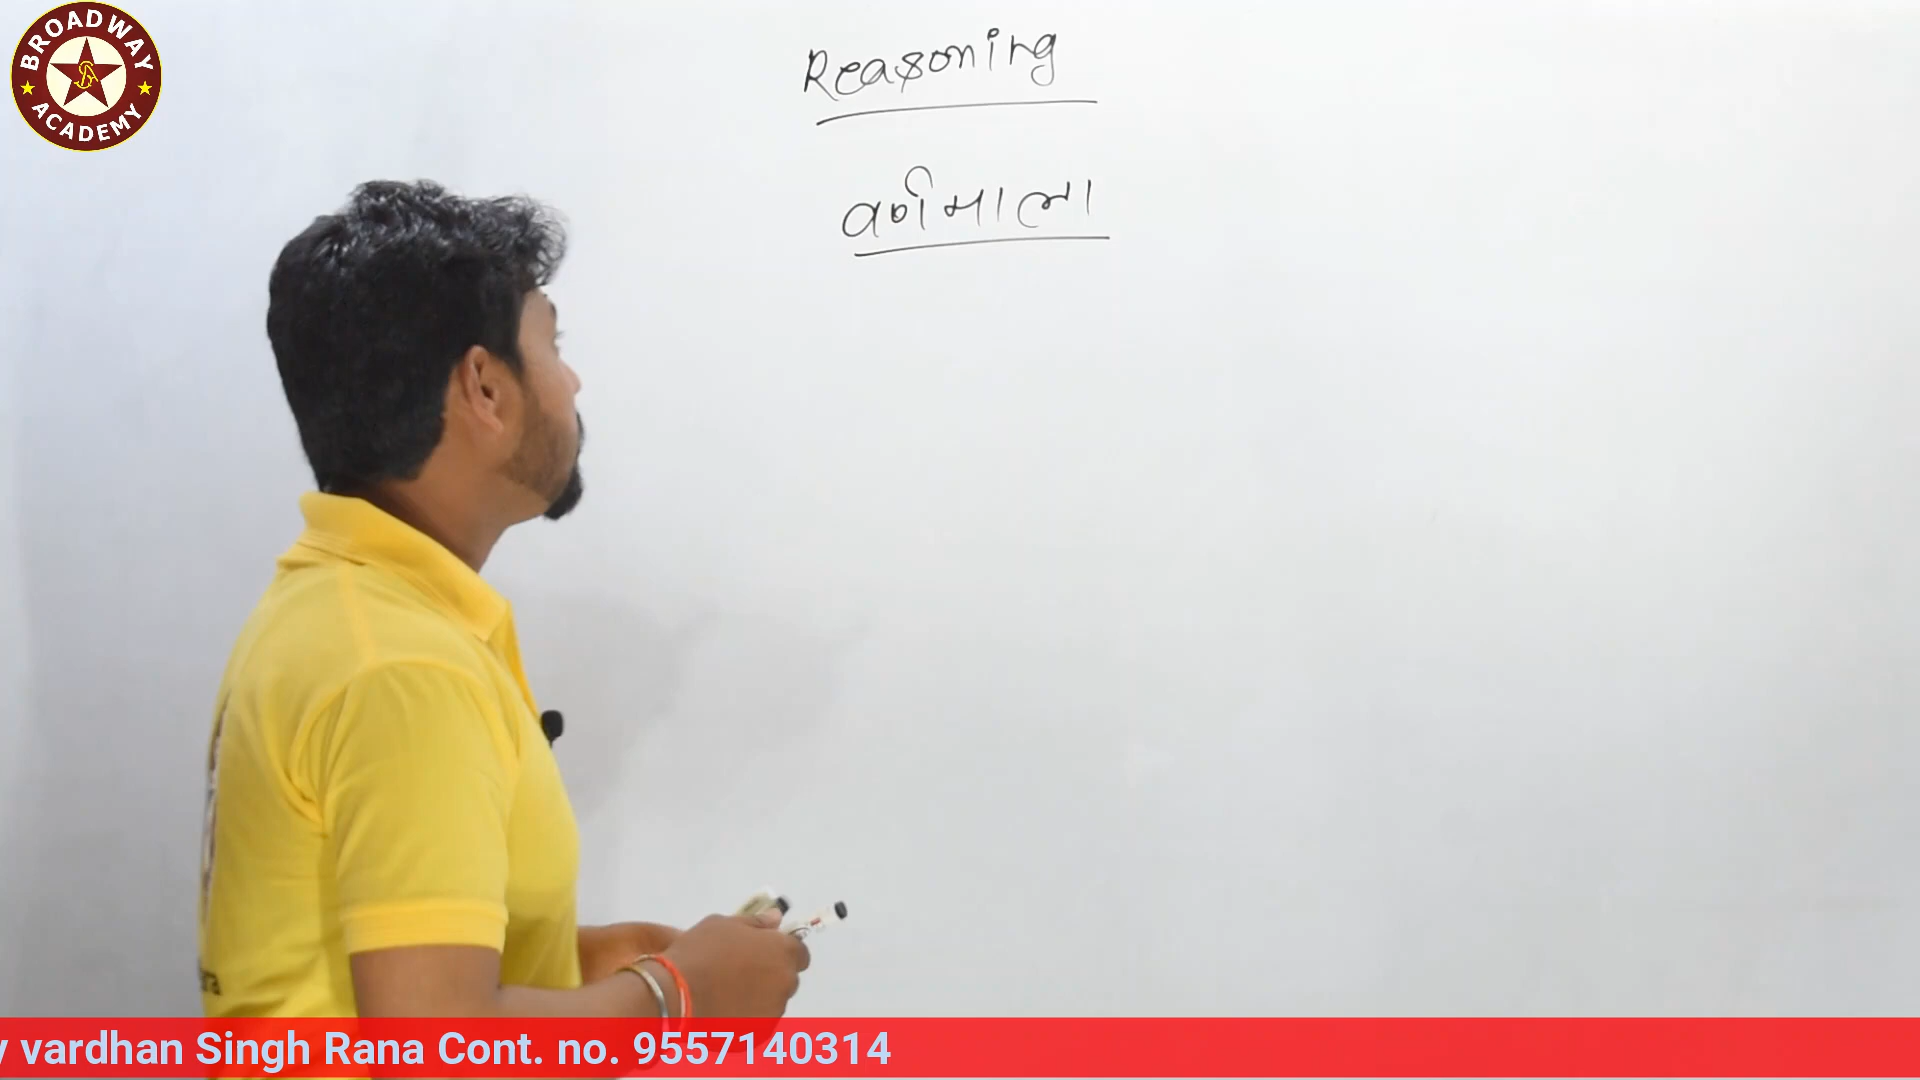 BROADWAY
ACADEMY
Reasoning
वर्णमाला
vardhan Singh Rana Cont. no. 9557140314